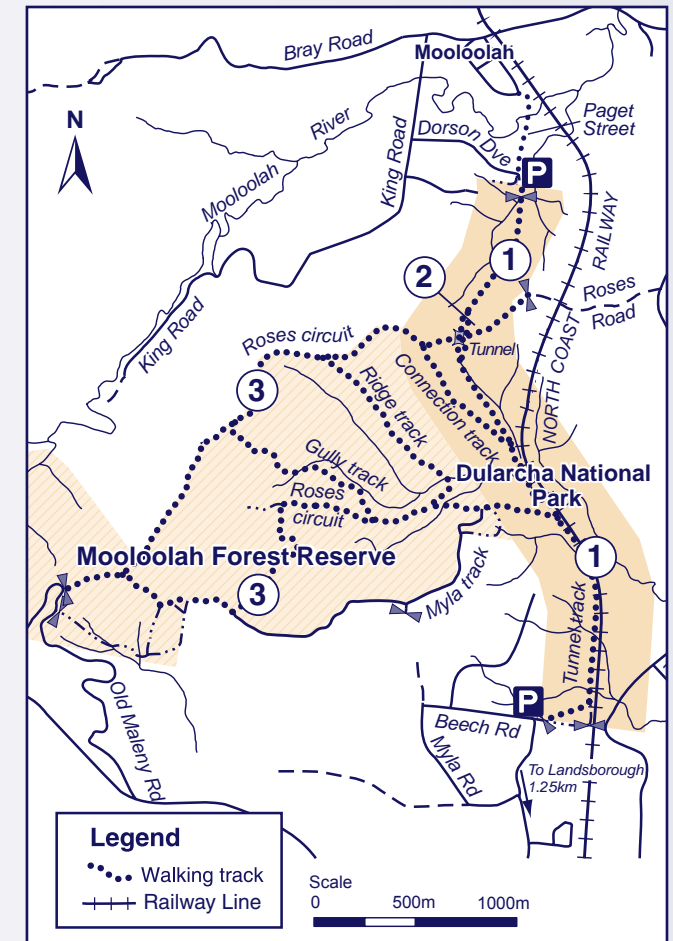 Bray Road
Mooloolah
N
Mooloolah River
King Road
Dorson Dve
Paget
Street
P
1
2
RAILWAY
Roses
Road
King Road
Roses circuit
Tunnel
NORTH COAST
3
Ridge track
Connection track
Gully track
Dularcha National
Park
Roses
circuit
Mooloolah Forest Reserve
1
3
Myla track
Tunnel track
P
Old Maleny Rd
Beech Rd
Myla Rd
To Landsborough
1.25km
Legend
Walking track
Railway Line
Scale
0 500m 1000m